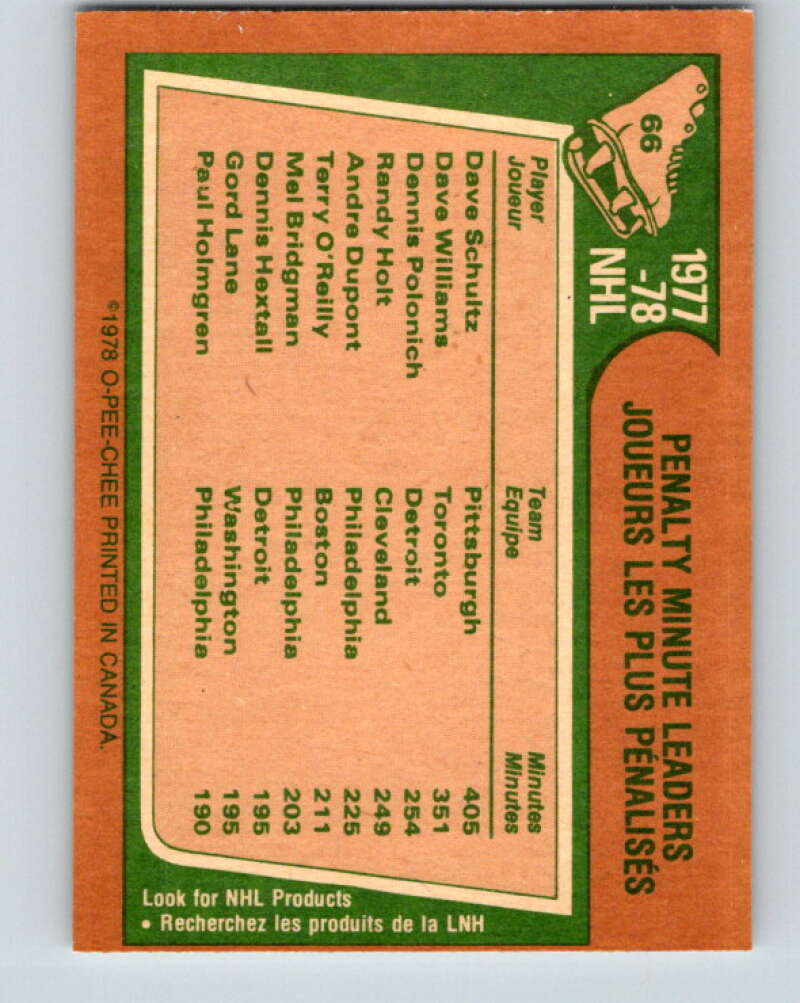 66
1977
-78
NHL
PENALTY MINUTE LEADERS
JOUEURS LES PLUS PÉNALISÉS
Player Team Minutes
Joueur Equipe Minutes
Dave Schultz Pittsburgh 405
Dave Williams Toronto 351
Dennis Polonich Detroit 254
Randy Holt Cleveland 249
Andre Dupont Philadelphia 225
Terry O'Reilly Boston 211
Mel Bridgman Philadelphia 203
Dennis Hextall Detroit 195
Gord Lane Washington 195
Paul Holmgren Philadelphia 190
©1978 O-PEE-CHEE PRINTED IN CANADA.
Look for NHL Products
• Recherchez les produits de la LNH